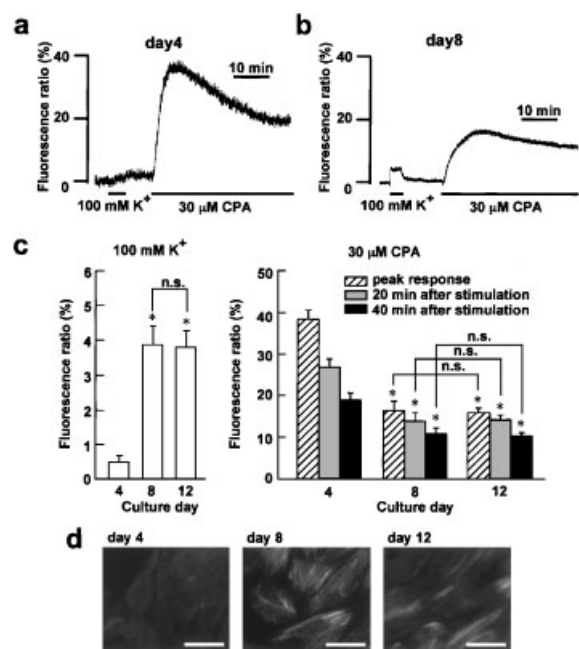 a
day4
Fluorescence ratio (%)
40
20
0
10 min
100 mM K+
30 μM CPA
b
day8
Fluorescence ratio (%)
40
20
0
10 min
100 mM K+
30 μM CPA
c
100 mM K+
Fluorescence ratio (%)
6
5
4
3
2
1
0
n.s.
*
*
4 8 12
Culture day
30 μM CPA
peak response
20 min after stimulation
40 min after stimulation
Fluorescence ratio (%)
50
40
30
20
10
0
n.s.
n.s.
n.s.
* * *
* * *
4 8 12
Culture day
d
day 4
day 8
day 12